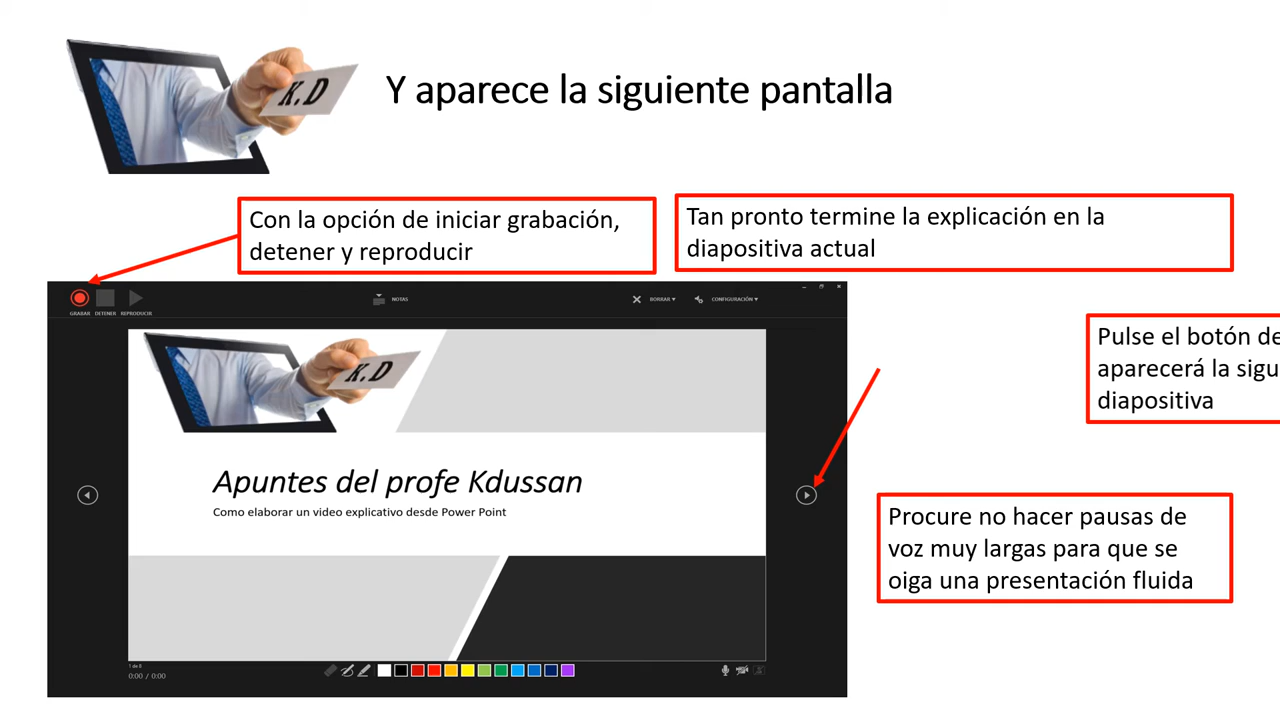 K.D
Y aparece la siguiente pantalla
Con la opción de iniciar grabación,
detener y reproducir
Tan pronto termine la explicación en la
diapositiva actual
GRABAR DETENER REPRODUCIR
NOTAS
BORRAR
CONFIGURACIÓN
Pulse el botón de
aparecerá la sigu
diapositiva
K.D
Apuntes del profe Kdussan
Como elaborar un video explicativo desde Power Point
Procure no hacer pausas de
voz muy largas para que se
oiga una presentación fluida
1 de 8
0:00 / 0:00